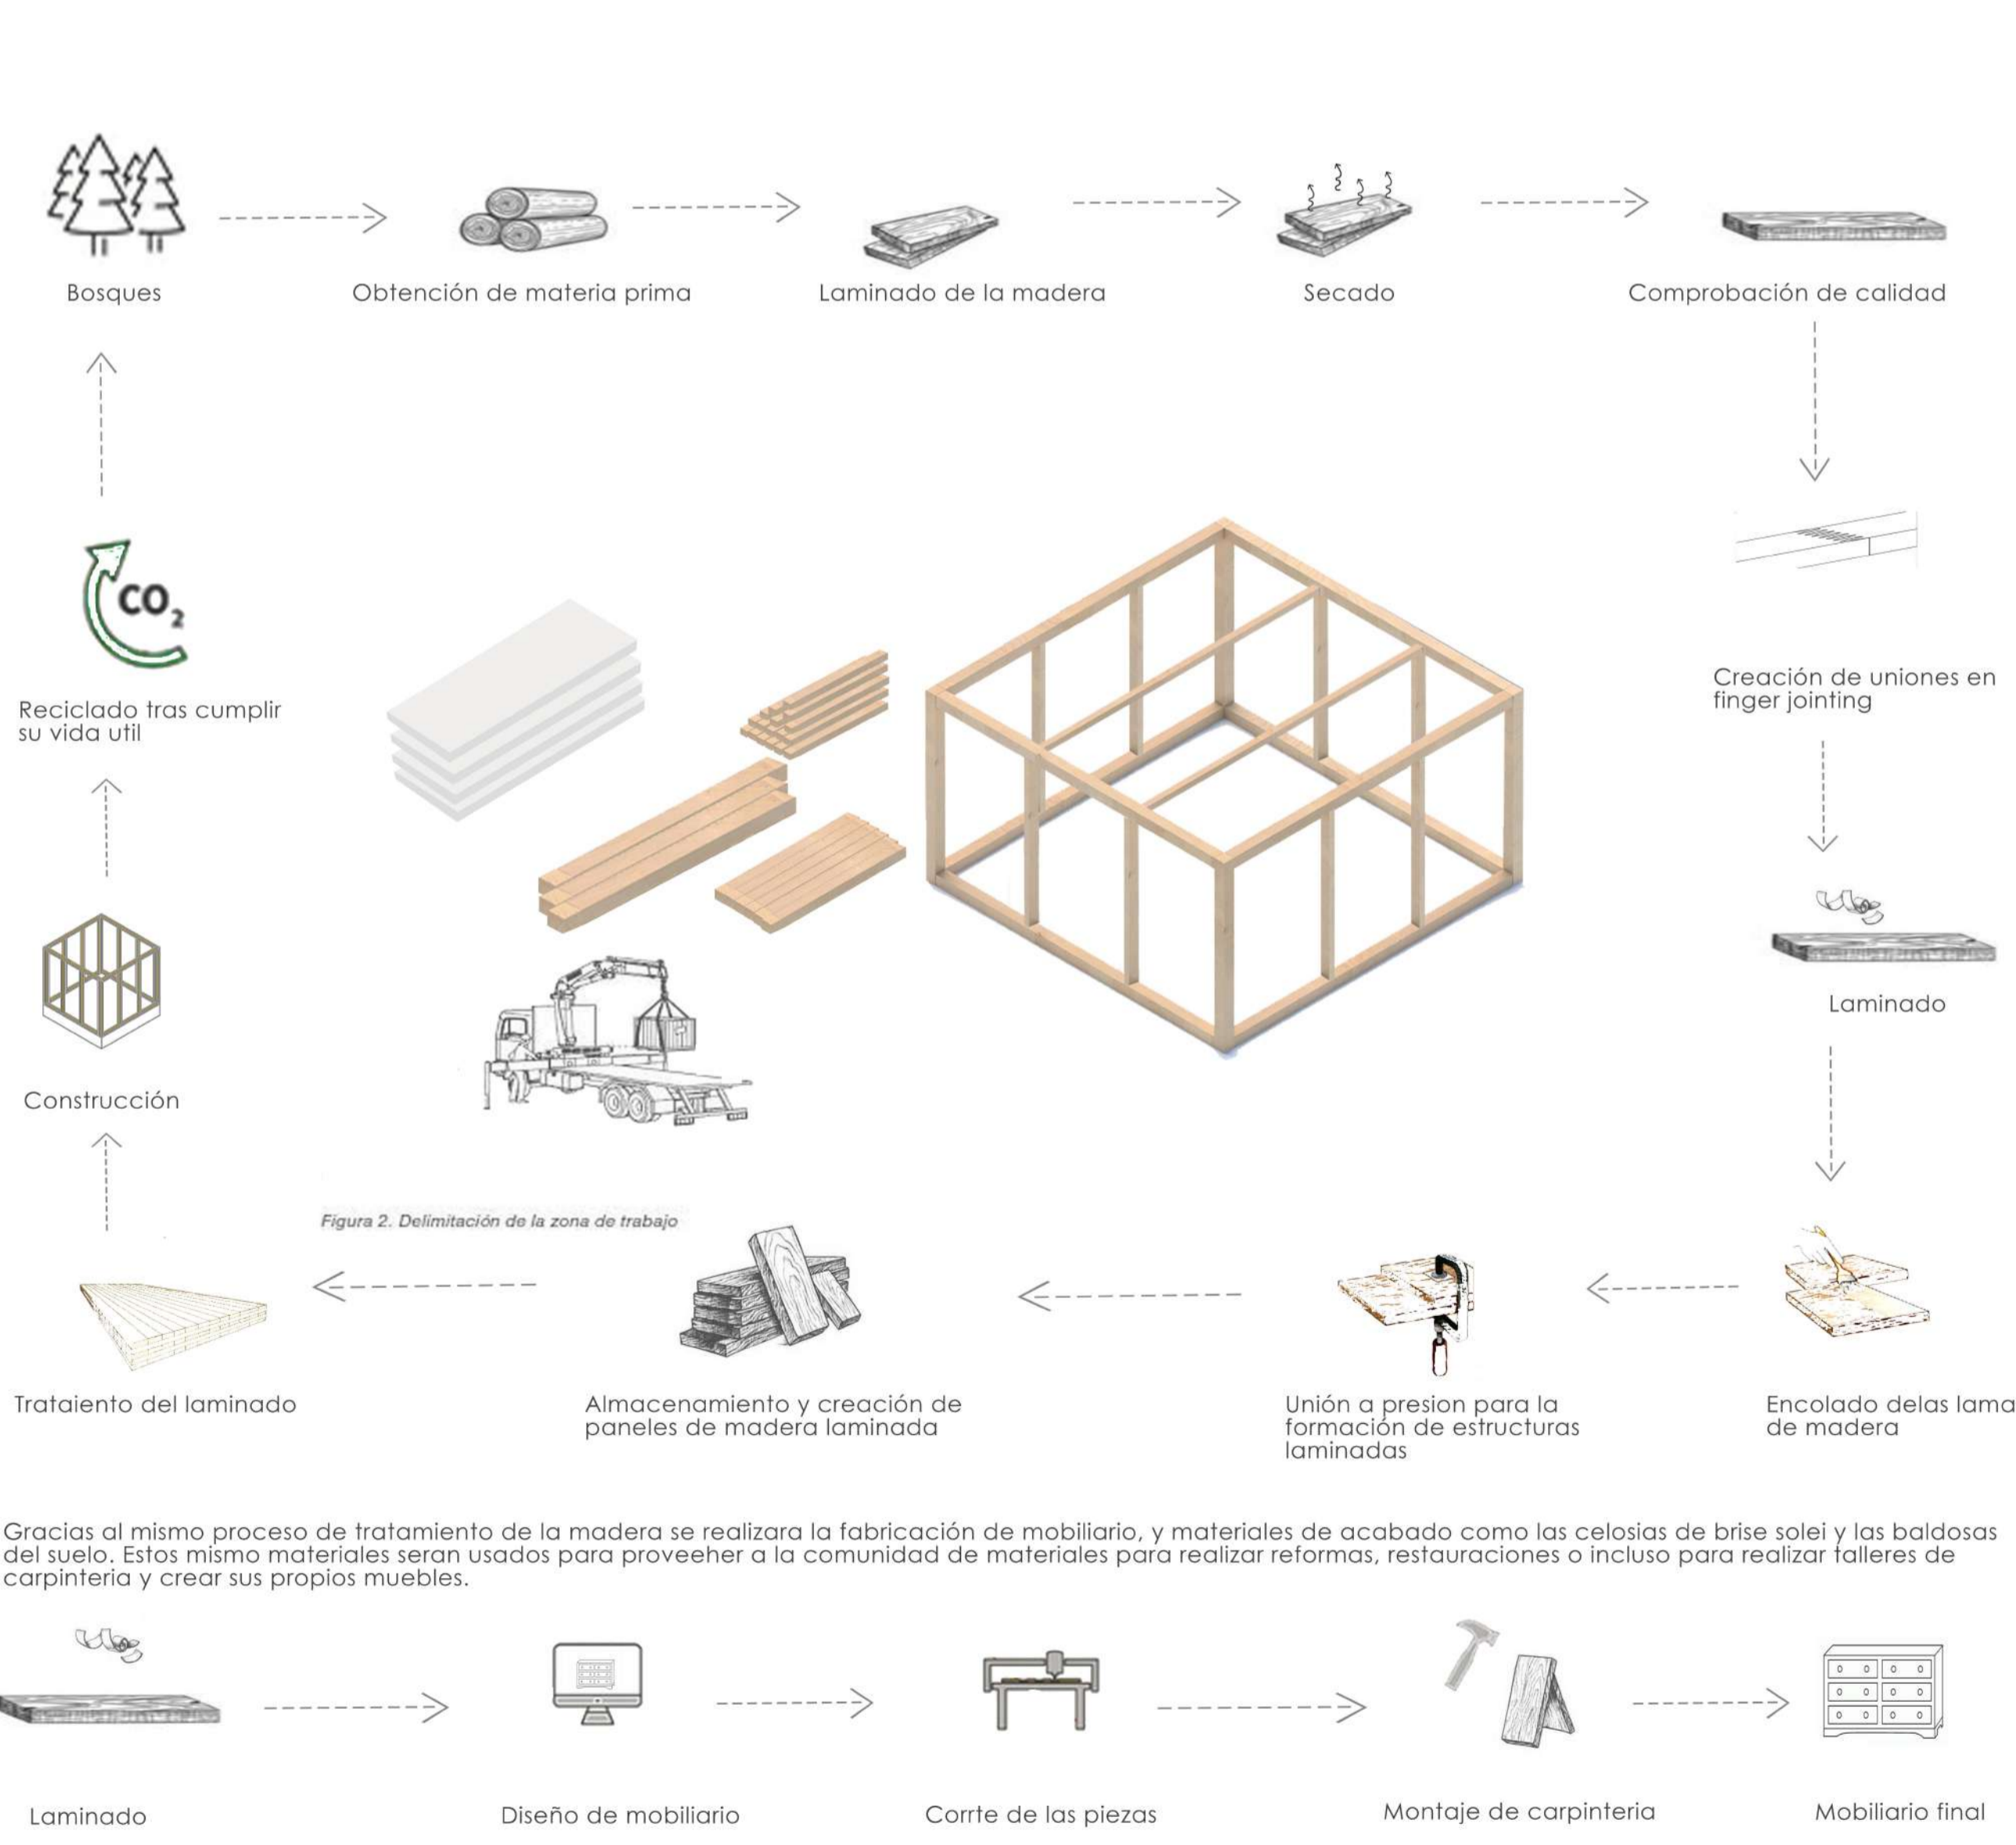 Bosques
Obtención de materia prima
Laminado de la madera
Secado
Comprobación de calidad
CO2
Reciclado tras cumplir
su vida util
Creación de uniones en
finger jointing
Laminado
Construcción
Figura 2. Delimitación de la zona de trabajo
Trataiento del laminado
Almacenamiento y creación de
paneles de madera laminada
Unión a presion para la
formación de estructuras
laminadas
Encolado delas lama
de madera
Gracias al mismo proceso de tratamiento de la madera se realizara la fabricación de mobiliario, y materiales de acabado como las celosias de brise solei y las baldosas
del suelo. Estos mismo materiales seran usados para proveeher a la comunidad de materiales para realizar reformas, restauraciones o incluso para realizar talleres de
carpinteria y crear sus propios muebles.
Laminado
Diseño de mobiliario
Corrte de las piezas
Montaje de carpinteria
Mobiliario final